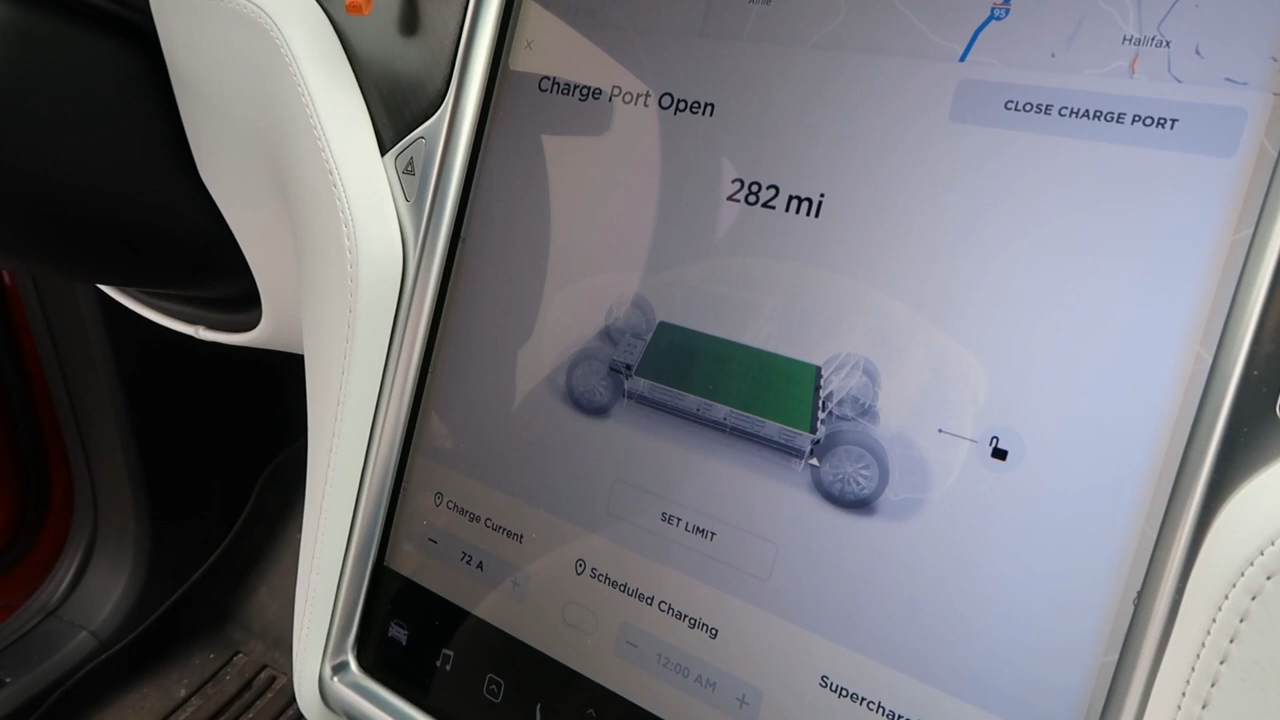 95
Halifax
Charge Port Open
CLOSE CHARGE PORT
282 mi
SET LIMIT
Charge Current
− 72 A +
Scheduled Charging
− 12:00 AM +